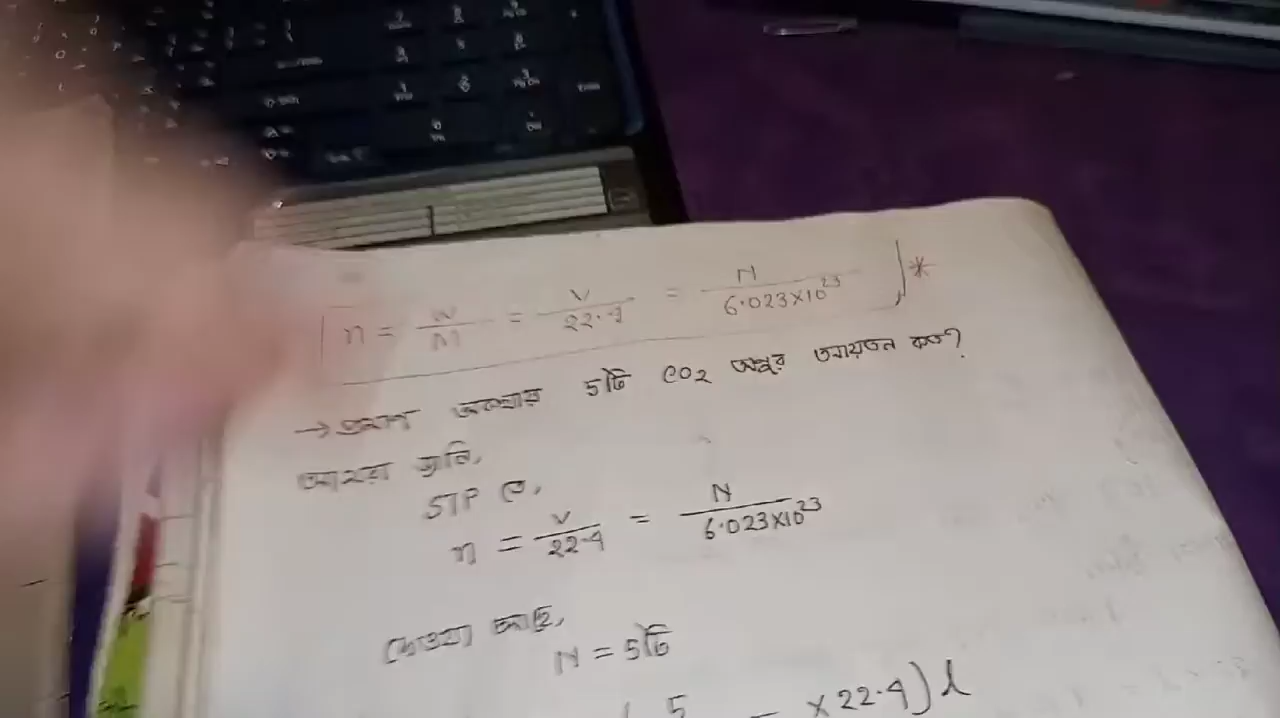 n = W/M = V/22.4 = N/6.023×10²³ *
→ প্রমাণ অবস্থায় 5টি CO₂ অণুর আয়তন কত?
আমরা জানি,
STP তে,
n = V/22.4 = N/6.023×10²³
দেওয়া আছে,
N = 5টি
5 × 22.4) l